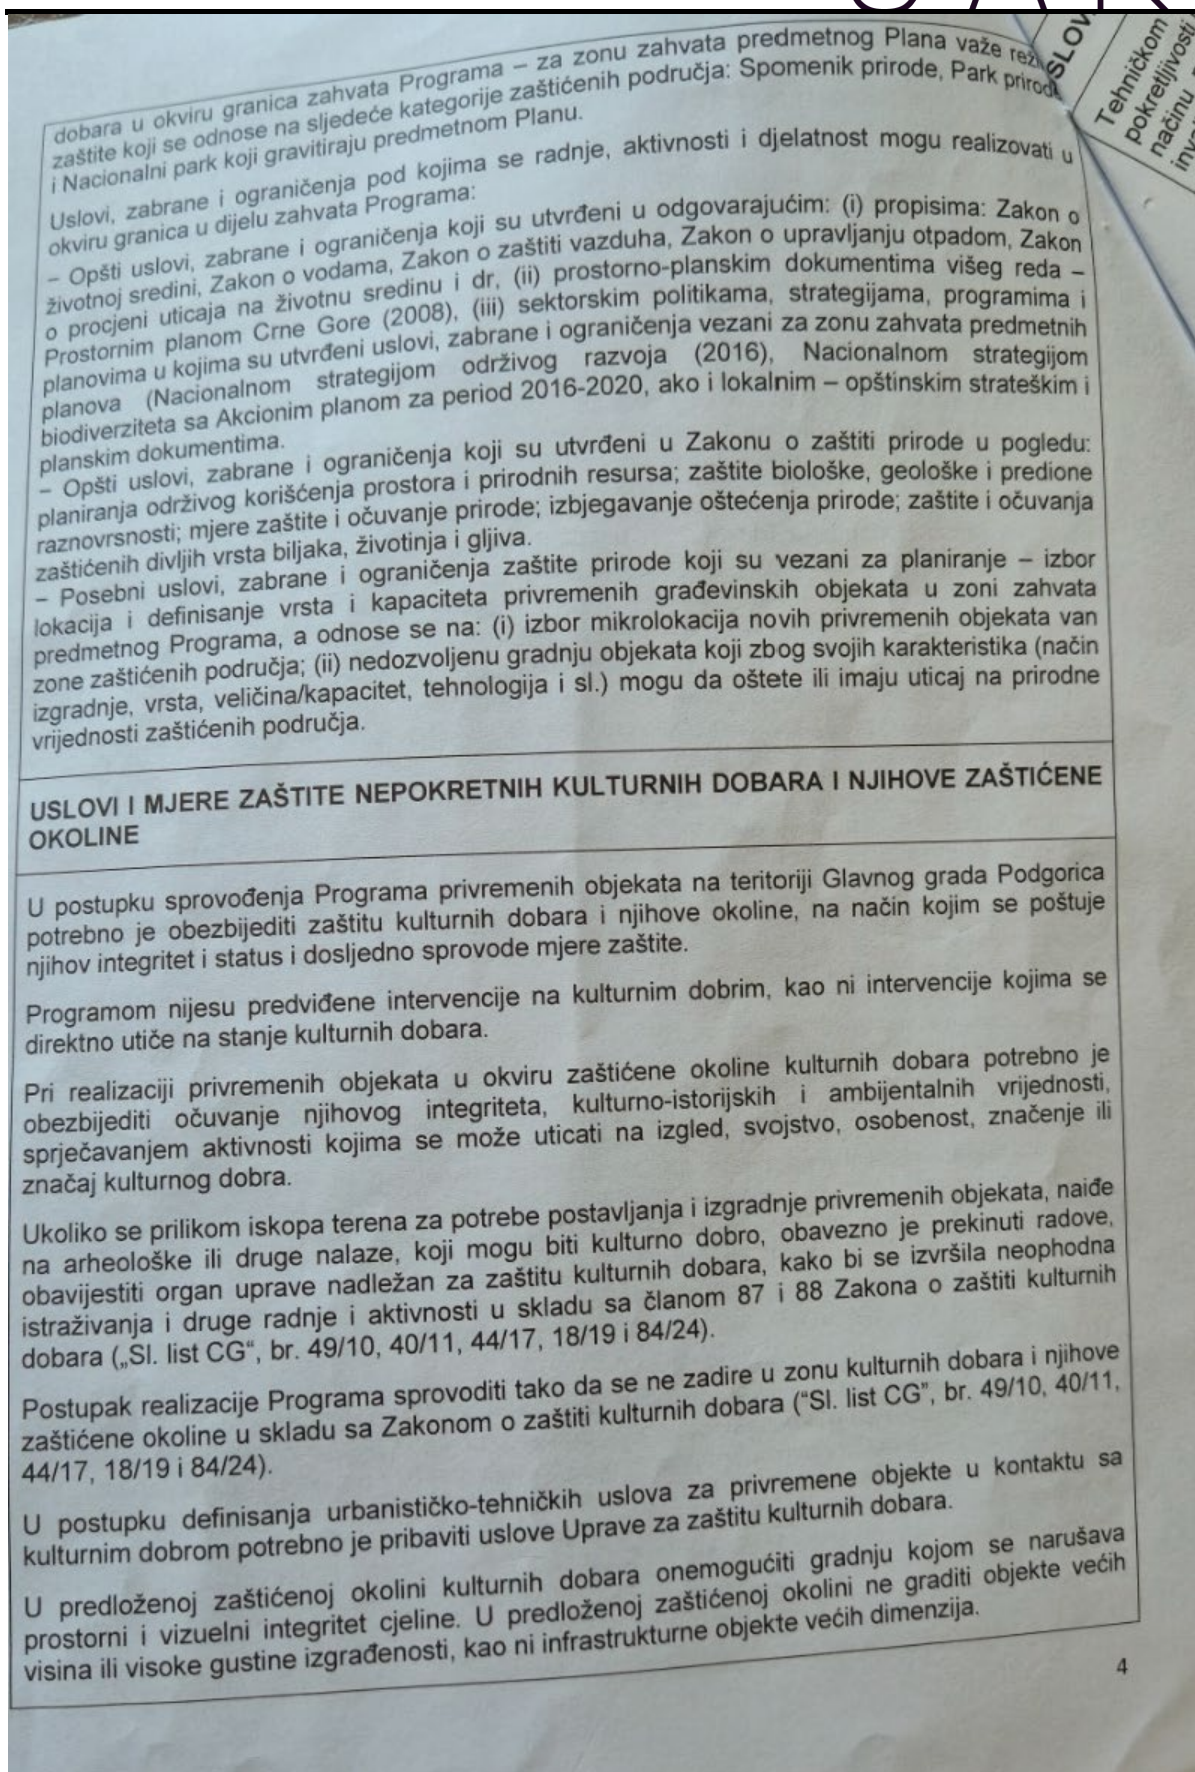 dobara u okviru granica zahvata Programa – za zonu zahvata predmetnog Plana važe
zaštite koji se odnose na sljedeće kategorije zaštićenih područja: Spomenik prirode, Park
i Nacionalni park koji gravitiraju predmetnom Planu.
Uslovi, zabrane i ograničenja pod kojima se radnje, aktivnosti i djelatnost mogu realizovati u
okviru granica u dijelu zahvata Programa:
– Opšti uslovi, zabrane i ograničenja koji su utvrđeni u odgovarajućim: (i) propisima: Zakon o
životnoj sredini, Zakon o vodama, Zakon o zaštiti vazduha, Zakon o upravljanju otpadom, Zakon
o procjeni uticaja na životnu sredinu i dr, (ii) prostorno-planskim dokumentima višeg reda –
Prostornim planom Crne Gore (2008), (iii) sektorskim politikama, strategijama, programima i
planovima u kojima su utvrđeni uslovi, zabrane i ograničenja vezani za zonu zahvata predmetnih
planova (Nacionalnom strategijom održivog razvoja (2016), Nacionalnom strategijom
biodiverziteta sa Akcionim planom za period 2016-2020, ako i lokalnim – opštinskim strateškim i
planskim dokumentima.
– Opšti uslovi, zabrane i ograničenja koji su utvrđeni u Zakonu o zaštiti prirode u pogledu:
planiranja održivog korišćenja prostora i prirodnih resursa; zaštite biološke, geološke i predione
raznovrsnosti; mjere zaštite i očuvanje prirode; izbjegavanje oštećenja prirode; zaštite i očuvanja
zaštićenih divljih vrsta biljaka, životinja i gljiva.
– Posebni uslovi, zabrane i ograničenja zaštite prirode koji su vezani za planiranje – izbor
lokacija i definisanje vrsta i kapaciteta privremenih građevinskih objekata u zoni zahvata
predmetnog Programa, a odnose se na: (i) izbor mikrolokacija novih privremenih objekata van
zone zaštićenih područja; (ii) nedozvoljenu gradnju objekata koji zbog svojih karakteristika (način
izgradnje, vrsta, veličina/kapacitet, tehnologija i sl.) mogu da oštete ili imaju uticaj na prirodne
vrijednosti zaštićenih područja.
USLOVI I MJERE ZAŠTITE NEPOKRETNIH KULTURNIH DOBARA I NJIHOVE ZAŠTIĆENE
OKOLINE
U postupku sprovođenja Programa privremenih objekata na teritoriji Glavnog grada Podgorica
potrebno je obezbijediti zaštitu kulturnih dobara i njihove okoline, na način kojim se poštuje
njihov integritet i status i dosljedno sprovode mjere zaštite.
Programom nijesu predviđene intervencije na kulturnim dobrim, kao ni intervencije kojima se
direktno utiče na stanje kulturnih dobara.
Pri realizaciji privremenih objekata u okviru zaštićene okoline kulturnih dobara potrebno je
obezbijediti očuvanje njihovog integriteta, kulturno-istorijskih i ambijentalnih vrijednosti,
sprječavanjem aktivnosti kojima se može uticati na izgled, svojstvo, osobenost, značenje ili
značaj kulturnog dobra.
Ukoliko se prilikom iskopa terena za potrebe postavljanja i izgradnje privremenih objekata, naiđe
na arheološke ili druge nalaze, koji mogu biti kulturno dobro, obavezno je prekinuti radove,
obavijestiti organ uprave nadležan za zaštitu kulturnih dobara, kako bi se izvršila neophodna
istraživanja i druge radnje i aktivnosti u skladu sa članom 87 i 88 Zakona o zaštiti kulturnih
dobara („Sl. list CG“, br. 49/10, 40/11, 44/17, 18/19 i 84/24).
Postupak realizacije Programa sprovoditi tako da se ne zadire u zonu kulturnih dobara i njihove
zaštićene okoline u skladu sa Zakonom o zaštiti kulturnih dobara (“Sl. list CG”, br. 49/10, 40/11,
44/17, 18/19 i 84/24).
U postupku definisanja urbanističko-tehničkih uslova za privremene objekte u kontaktu sa
kulturnim dobrom potrebno je pribaviti uslove Uprave za zaštitu kulturnih dobara.
U predloženoj zaštićenoj okolini kulturnih dobara onemogućiti gradnju kojom se narušava
prostorni i vizuelni integritet cjeline. U predloženoj zaštićenoj okolini ne graditi objekte većih
visina ili visoke gustine izgrađenosti, kao ni infrastrukturne objekte većih dimenzija.
4
Tehničkom
pokretljivosti
načinu